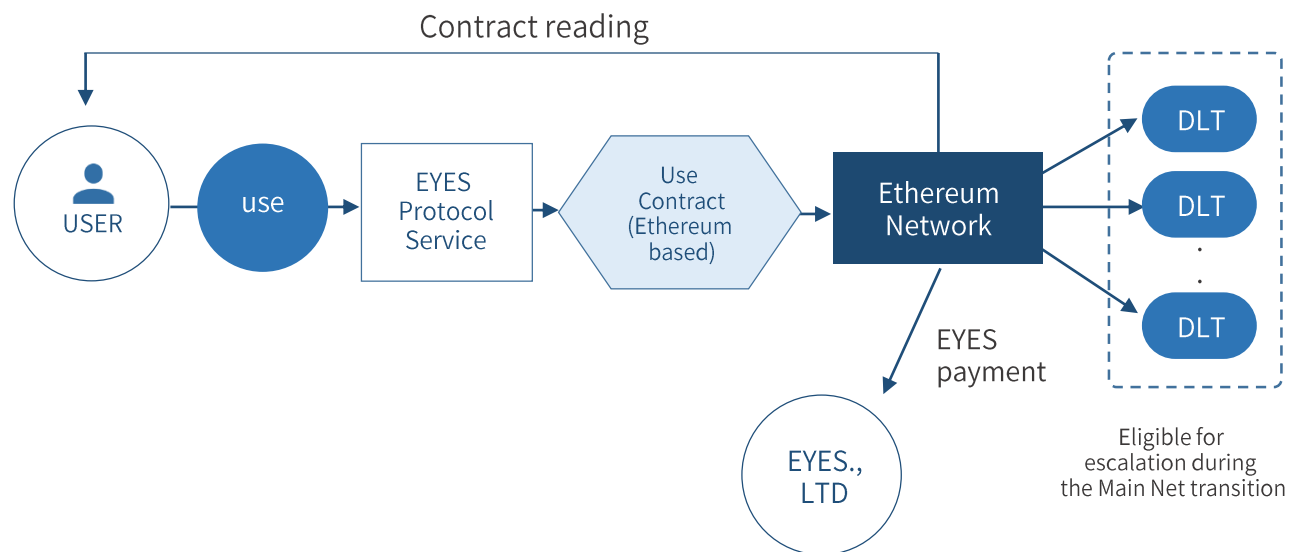 Contract reading
USER
use
EYES
Protocol
Service
Use
Contract
(Ethereum
based)
Ethereum
Network
DLT
DLT
.
.
DLT
EYES
payment
EYES.,
LTD
Eligible for
escalation during
the Main Net transition